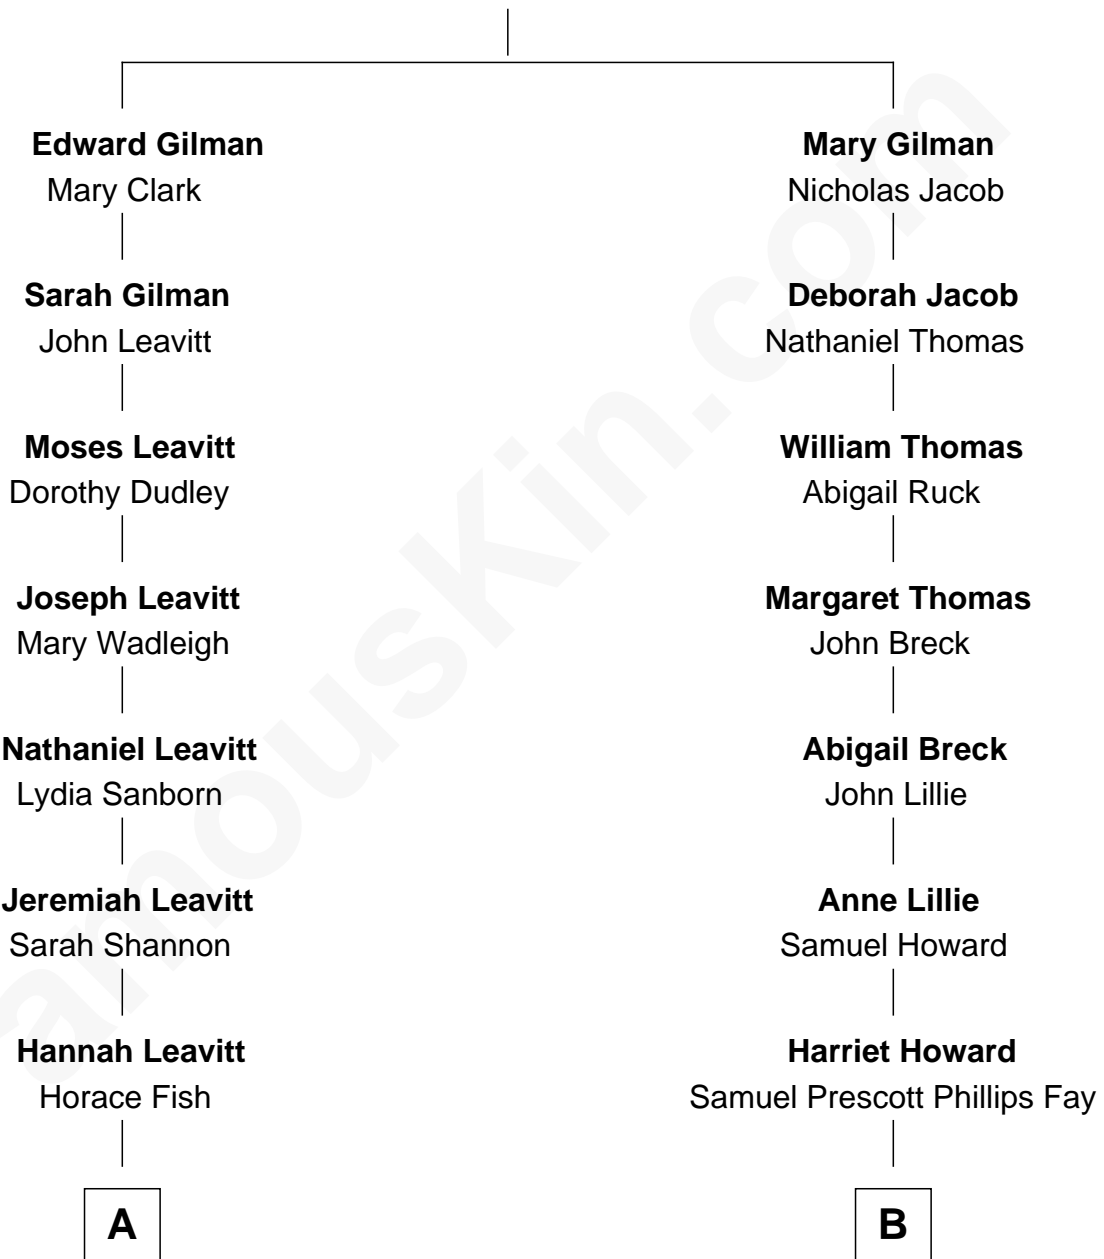 Edward Gilman
Mary Clark
Sarah Gilman
John Leavitt
Moses Leavitt
Dorothy Dudley
Joseph Leavitt
Mary Wadleigh
Nathaniel Leavitt
Lydia Sanborn
Jeremiah Leavitt
Sarah Shannon
Hannah Leavitt
Horace Fish
A
Mary Gilman
Nicholas Jacob
Deborah Jacob
Nathaniel Thomas
William Thomas
Abigail Ruck
Margaret Thomas
John Breck
Abigail Breck
John Lillie
Anne Lillie
Samuel Howard
Harriet Howard
Samuel Prescott Phillips Fay
B
amousKin.com